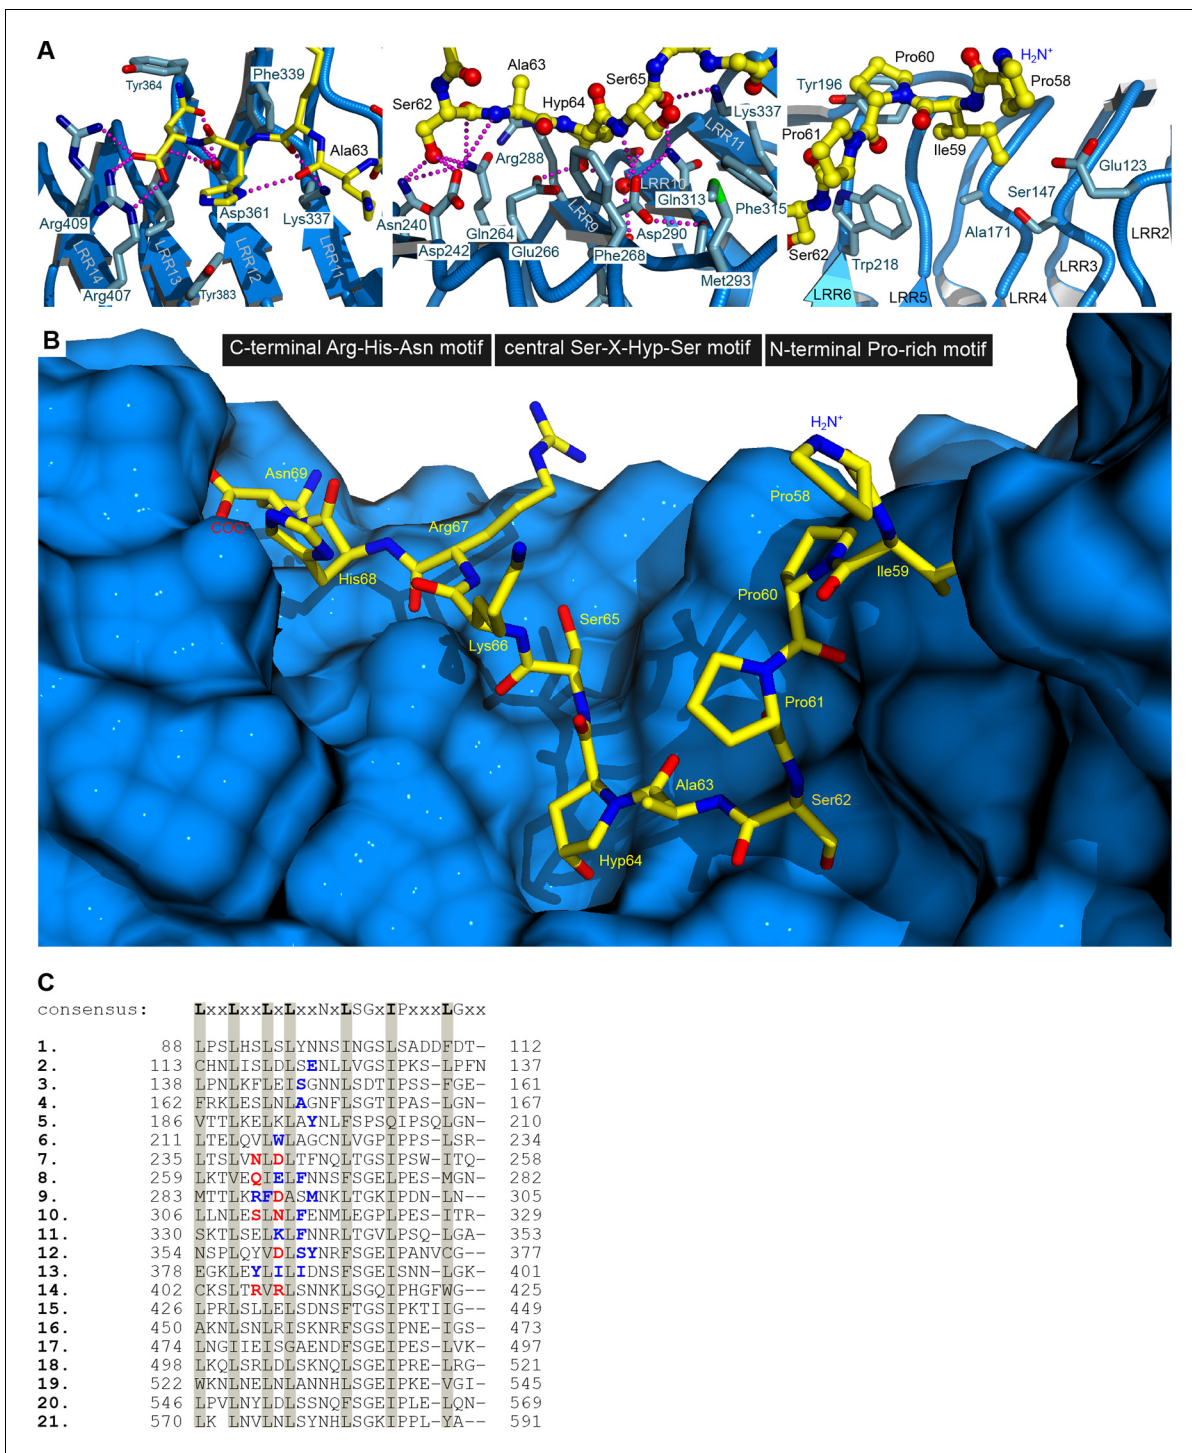 A
Tyr364
Phe339
Ala63
Arg409
Asp361
Lys337
LRR14
LRR13
LRR12
LRR11
Arg407
Tyr383
Ala63
Ser65
Ser62
Hyp64
Lys337
LRR11
Arg288
LRR10
Gln313
Phe315
Asn240
Gln264
LRR9
Asp290
Asp242
Glu266
Phe268
Met293
Pro60
H₂N⁺
Tyr196
Pro58
Pro61
Ile59
Glu123
Ser147
Ala171
Ser62
Trp218
LRR2
LRR3
LRR6
LRR5
LRR4
B
C-terminal Arg-His-Asn motif
central Ser-X-Hyp-Ser motif
N-terminal Pro-rich motif
H₂N⁺
Asn69
Pro58
COO⁻
Arg67
His68
Ile59
Pro60
Ser65
Lys66
Pro61
Ala63
Ser62
Hyp64
C
consensus: LxxLxxLxLxxNxLSGxIPxxxLGxx
1. 88 LPSLHSLSLYNNSINGSLSADDFDT- 112
2. 113 CHNLISLDLSENLLVGSIPKS-LPFN 137
3. 138 LPNLKFLEISGNNLSDTIPSS-FGE- 161
4. 162 FRKLESLNLAGNFLSGTIPAS-LGN- 167
5. 186 VTTLKELKLAYNLFSPSQIPSQLGN- 210
6. 211 LTELQVLWLAGCNLVGPIPPS-LSR- 234
7. 235 LTSLVNLDLTFNQLTGSIPSW-ITQ- 258
8. 259 LKTVEQIELFNNSFSGELPES-MGN- 282
9. 283 MTTLKRFDASMNKLTGKIPDN-LN-- 305
10. 306 LLNLESLNLFENMLEGPLPES-ITR- 329
11. 330 SKTLSELKLFNNRLTGVLPSQ-LGA- 353
12. 354 NSPLQYVDLSYNRFSGEIPANVCG-- 377
13. 378 EGKLEYLILIDNSFSGEISNN-LGK- 401
14. 402 CKSLTRVRLSNNKLSGQIPHGFWG-- 425
15. 426 LPRLSLLELSDNSFTGSIPKTIIG-- 449
16. 450 AKNLSNLRISKNRFSGSIPNE-IGS- 473
17. 474 LNGIIEISGAENDFSGEIPES-LVK- 497
18. 498 LKQLSRLDLSKNQLSGEIPRE-LRG- 521
19. 522 WKNLNELNLANNHLSGEIPKE-VGI- 545
20. 546 LPVLNYLDLSSNQFSGEIPLE-LQN- 569
21. 570 LK LNVLNLSYNHLSGKIPPL-YA-- 591